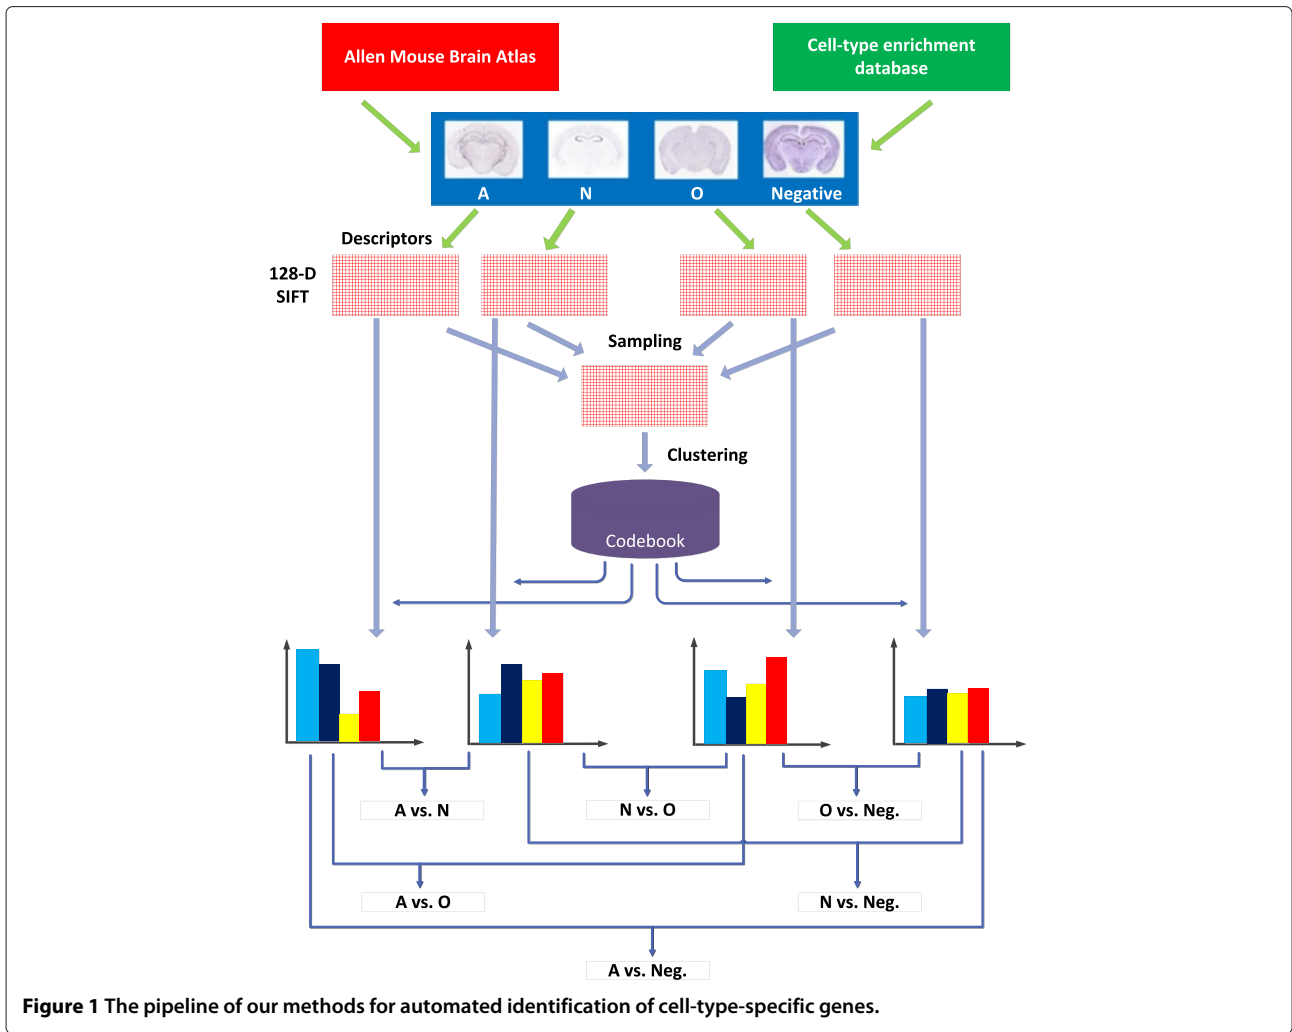 Allen Mouse Brain Atlas
Cell-type enrichment
database
A
N
O
Negative
Descriptors
128-D
SIFT
Sampling
Clustering
Codebook
A vs. N
N vs. O
O vs. Neg.
A vs. O
N vs. Neg.
A vs. Neg.
Figure 1 The pipeline of our methods for automated identification of cell-type-specific genes.